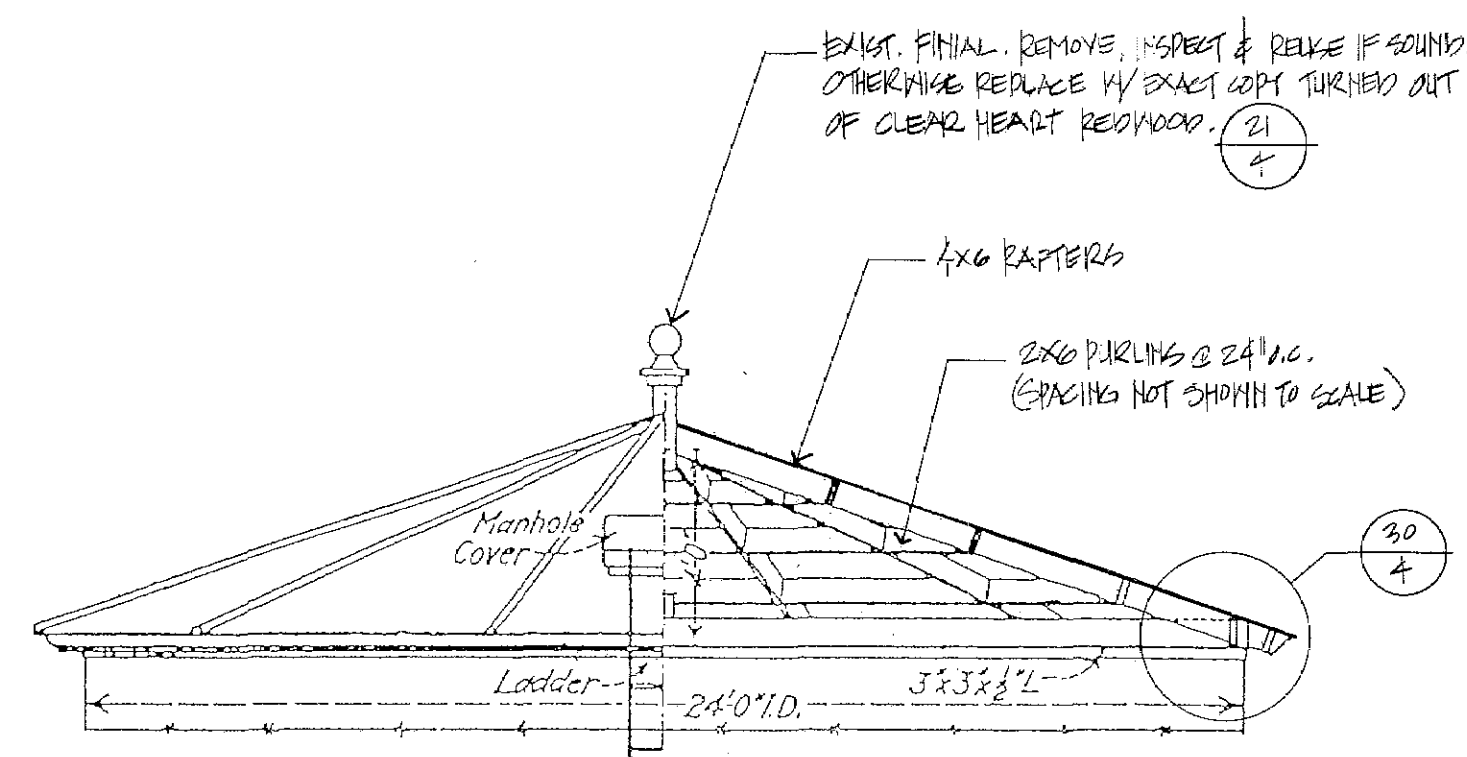 EXIST. FINIAL. REMOVE, INSPECT & REUSE IF SOUND
OTHERWISE REPLACE W/ EXACT COPY TURNED OUT
OF CLEAR HEART REDWOOD.
21
4
4X6 RAFTERS
2X6 PURLINS @ 24" O.C.
(SPACING NOT SHOWN TO SCALE)
Manhole
Cover
30
4
Ladder
3"x3"x½"L
24'-0" I.D.